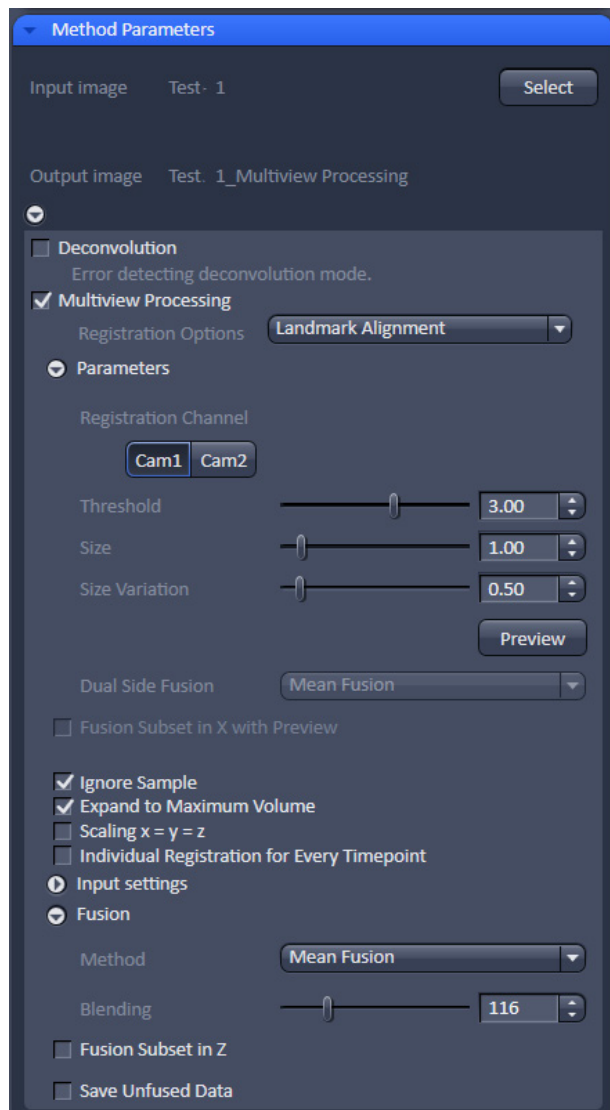 Method Parameters
Input image Test- 1 Select
Output image Test. 1_Multiview Processing
Deconvolution
Error detecting deconvolution mode.
Multiview Processing
Registration Options Landmark Alignment
Parameters
Registration Channel
Cam1 Cam2
Threshold 3.00
Size 1.00
Size Variation 0.50
Preview
Dual Side Fusion Mean Fusion
Fusion Subset in X with Preview
Ignore Sample
Expand to Maximum Volume
Scaling x = y = z
Individual Registration for Every Timepoint
Input settings
Fusion
Method Mean Fusion
Blending 116
Fusion Subset in Z
Save Unfused Data